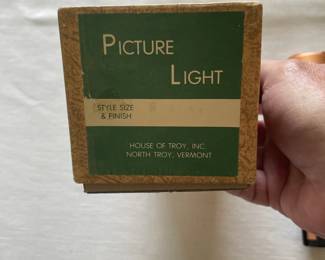 PICTURE
LIGHT
STYLE SIZE
& FINISH
HOUSE OF TROY, INC.
NORTH TROY, VERMONT